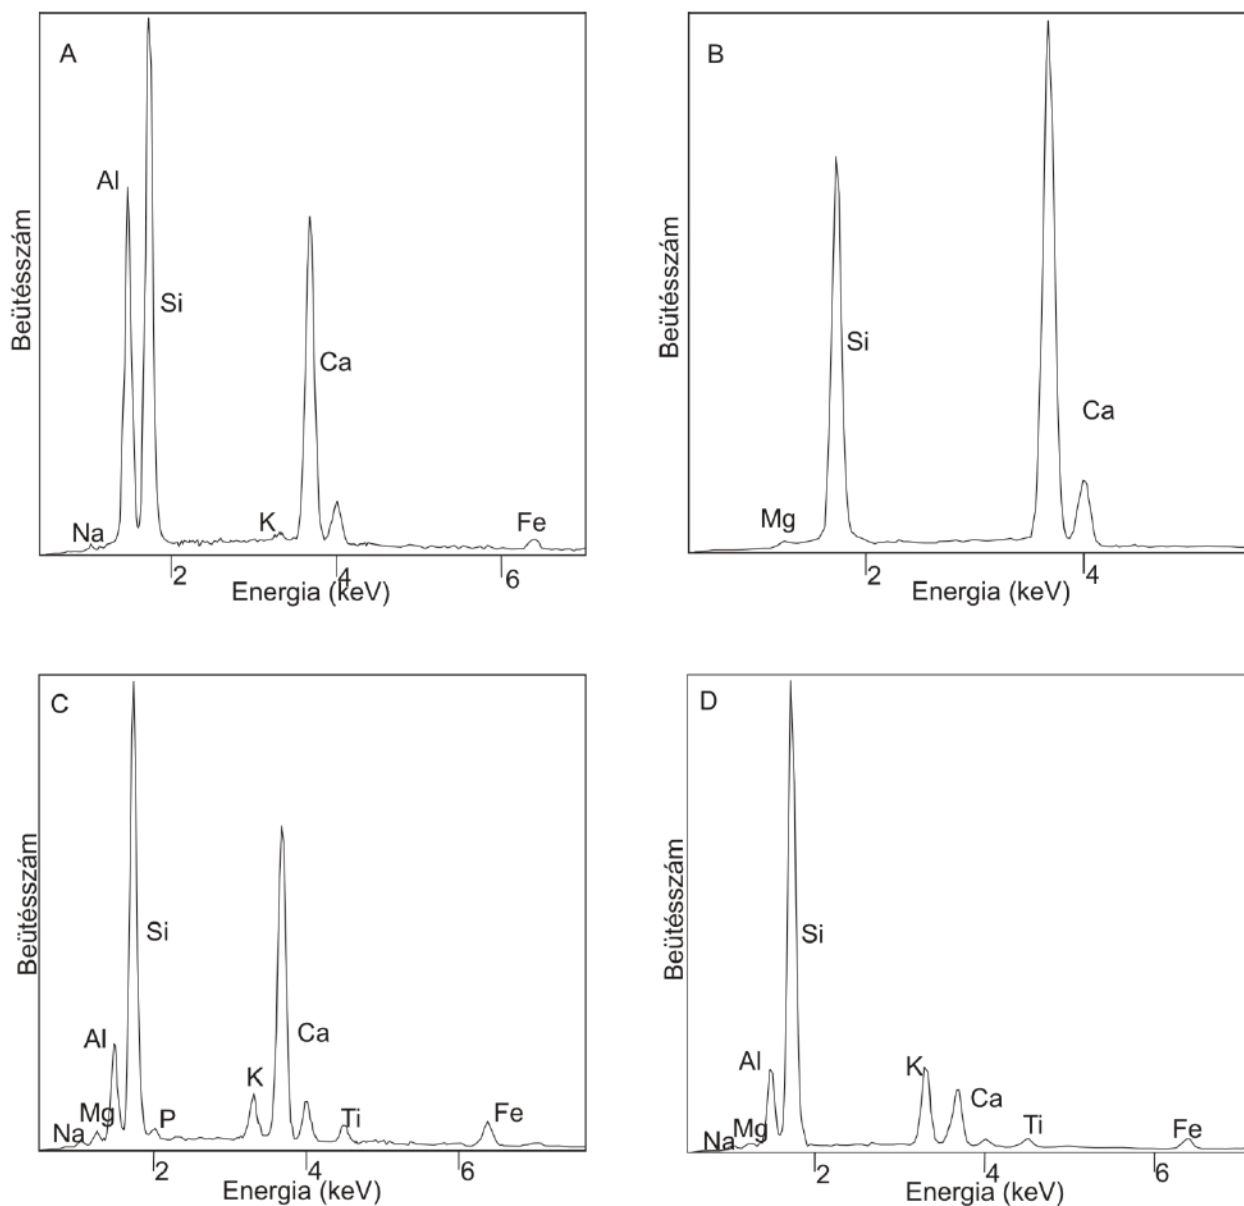 A
Al
Si
Ca
Na
K
Fe
2
4
6
Energia (keV)
Beütésszám
B
Si
Ca
Mg
2
4
Energia (keV)
Beütésszám
C
Si
Al
Ca
K
Mg
Na
P
Ti
Fe
2
4
6
Energia (keV)
Beütésszám
D
Si
Al
K
Ca
Na
Mg
Ti
Fe
2
4
6
Energia (keV)
Beütésszám